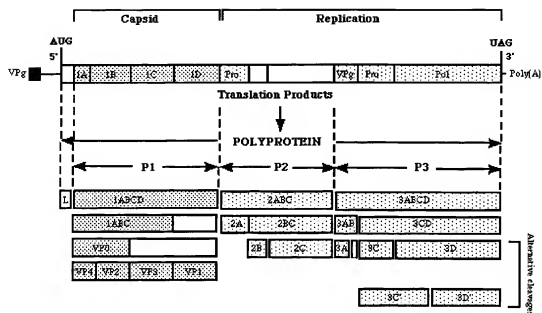 Capsid Replication
AUG UAG
5' 3'
VPg 1A 1B 1C 1D Pro VPg Pro Pol Poly(A)
Translation Products
POLYPROTEIN
P1 P2 P3
L 1ABCD 2ABC 3ABCD
1ABC 2A 2BC 3AB 3CD
VP0 2B 2C 3A 3C 3D
VP4 VP2 VP3 VP1
3C' 3D'
Alternative cleavage